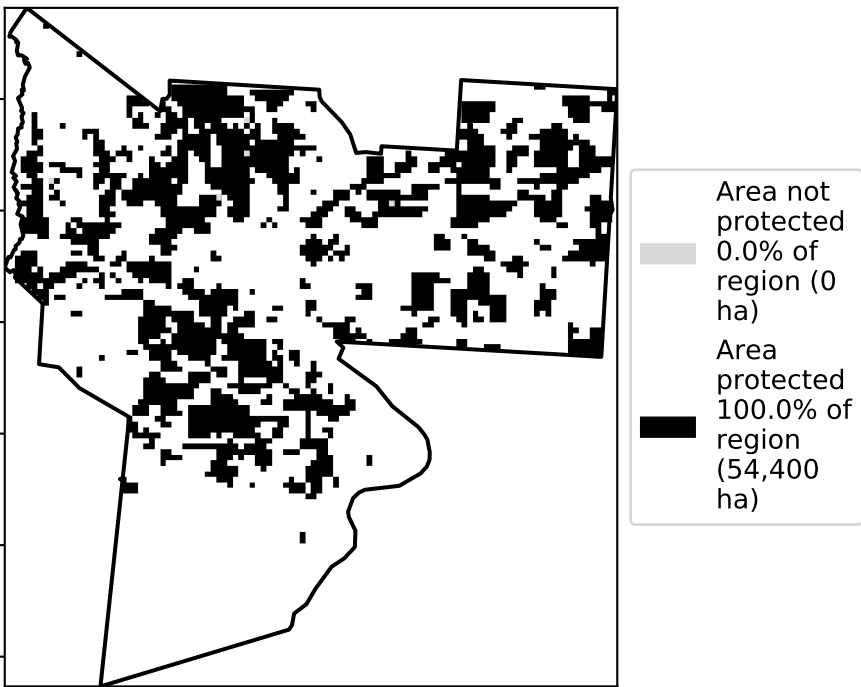 Area not
protected
0.0% of
region (0
ha)
Area
protected
100.0% of
region
(54,400
ha)